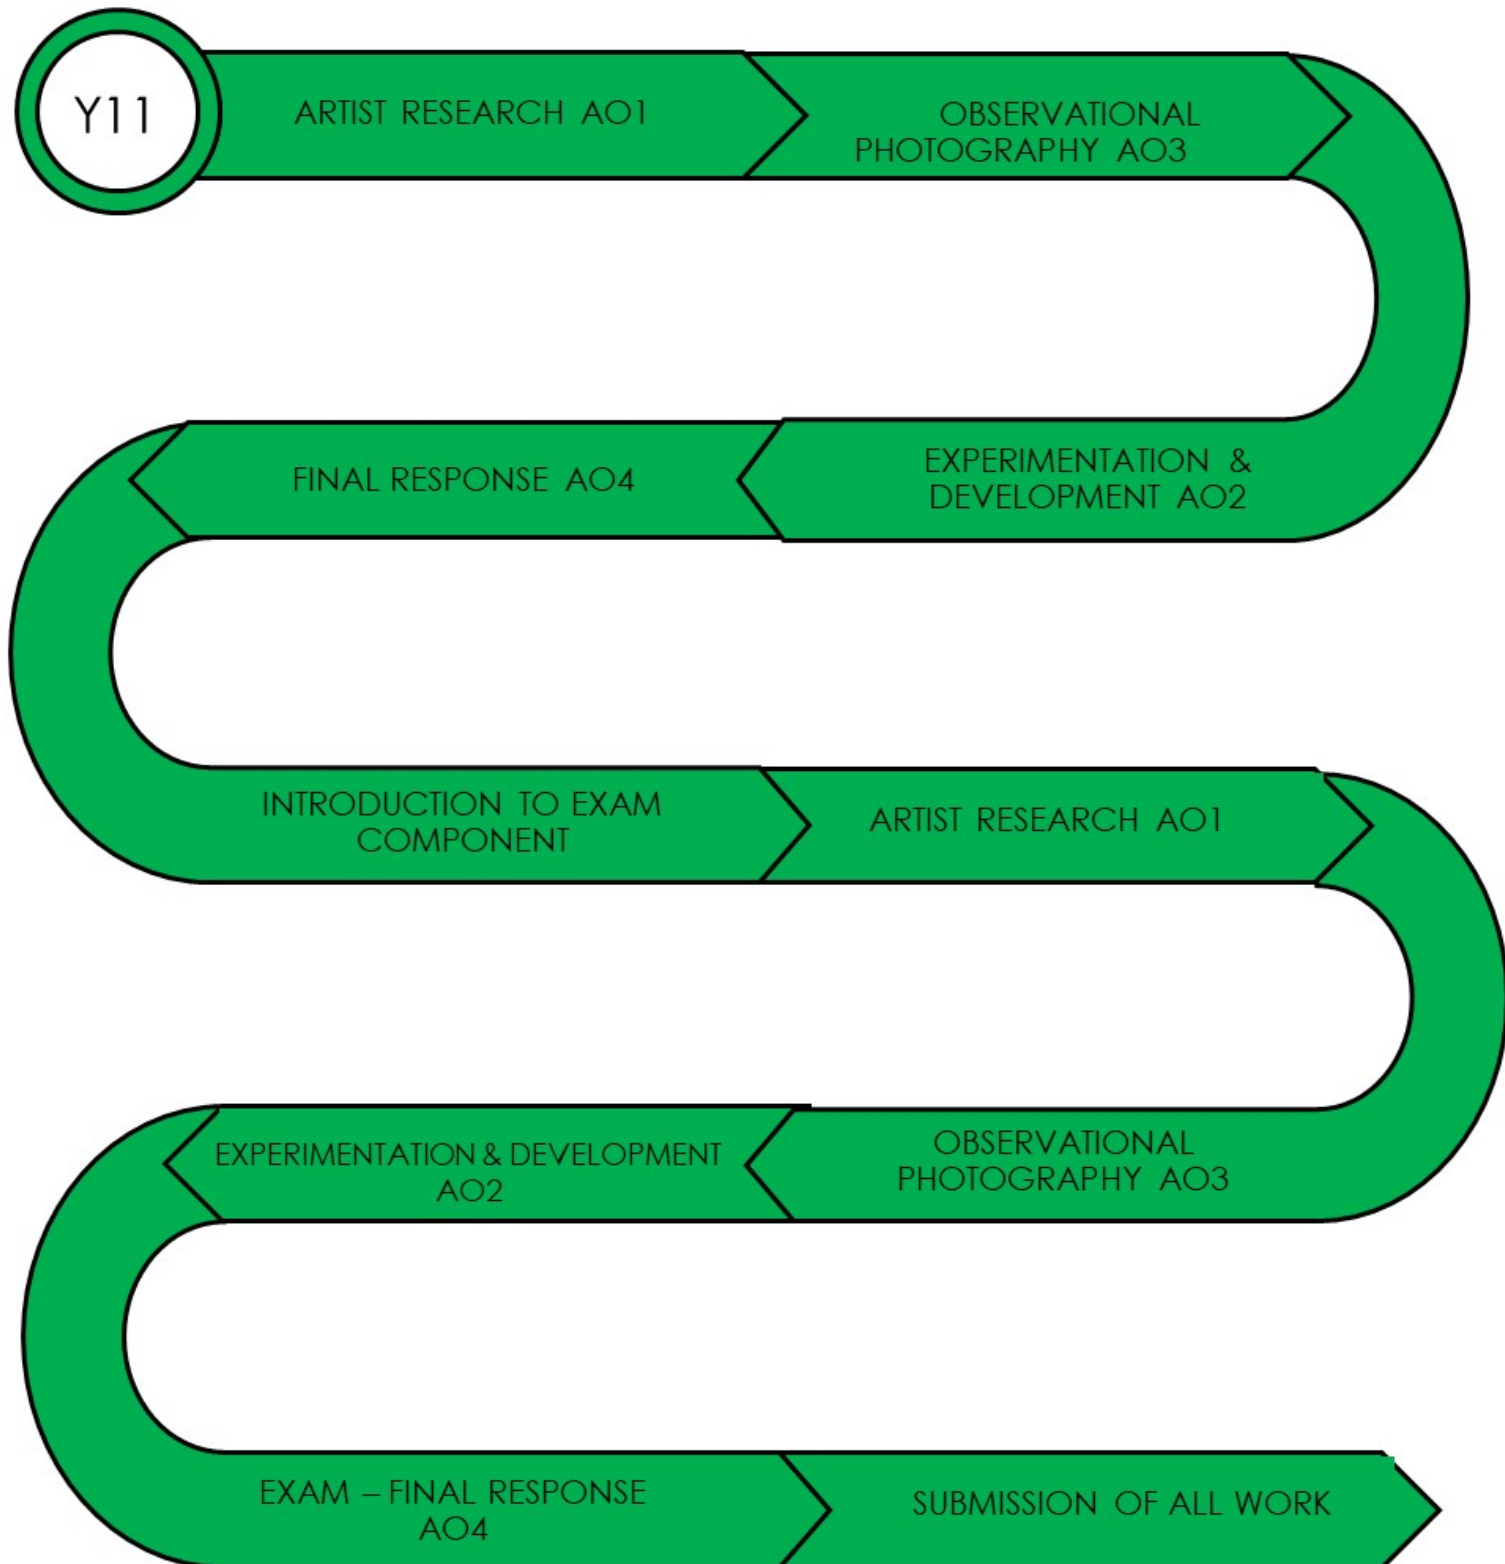 Y11
ARTIST RESEARCH AO1
OBSERVATIONAL
PHOTOGRAPHY AO3
EXPERIMENTATION &
DEVELOPMENT AO2
FINAL RESPONSE AO4
INTRODUCTION TO EXAM
COMPONENT
ARTIST RESEARCH AO1
OBSERVATIONAL
PHOTOGRAPHY AO3
EXPERIMENTATION & DEVELOPMENT
AO2
EXAM – FINAL RESPONSE
AO4
SUBMISSION OF ALL WORK